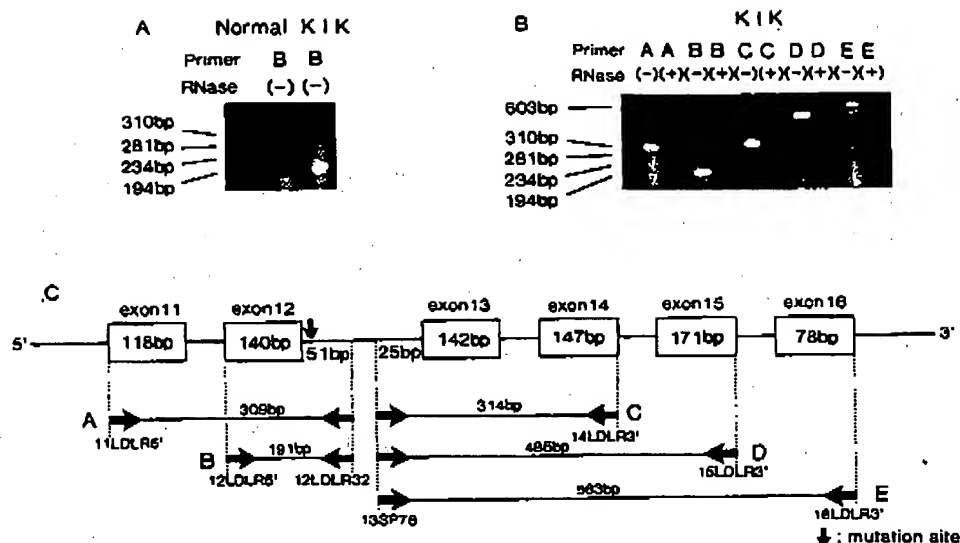 A
Normal KIK
Primer B B
RNase (-) (-)
310bp
281bp
234bp
194bp
B
KIK
Primer A A B B C C D D E E
RNase (-)(+)(-)(+)(-)(+)(-)(+)(-)(+)
603bp
310bp
281bp
234bp
194bp
C
exon11 exon12 exon13 exon14 exon15 exon16
5' 118bp 140bp 51bp 25bp 142bp 147bp 171bp 78bp 3'
A 309bp 314bp C
11LDLR5' 14LDLR3'
B 191bp 485bp D
12LDLR5' 12LDLR32 15LDLR3'
563bp E
13SP76 16LDLR3'
: mutation site